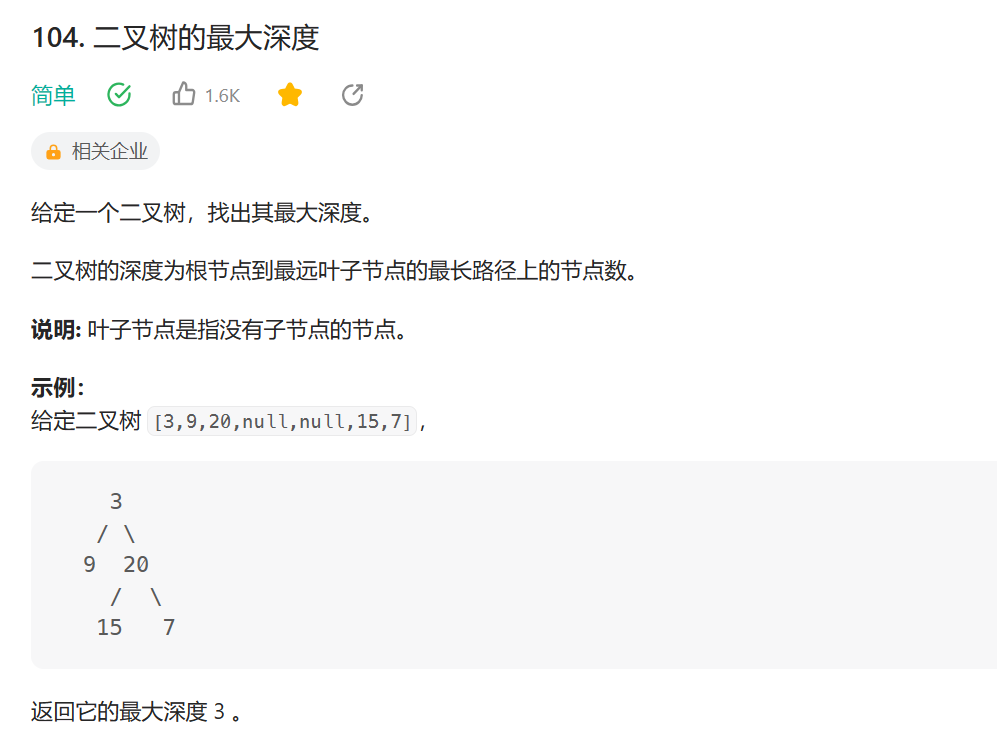 104. 二叉树的最大深度
简单 1.6K
相关企业
给定一个二叉树，找出其最大深度。
二叉树的深度为根节点到最远叶子节点的最长路径上的节点数。
说明: 叶子节点是指没有子节点的节点。
示例：
给定二叉树 [3,9,20,null,null,15,7]，
3
/ \
9 20
/ \
15 7
返回它的最大深度 3 。